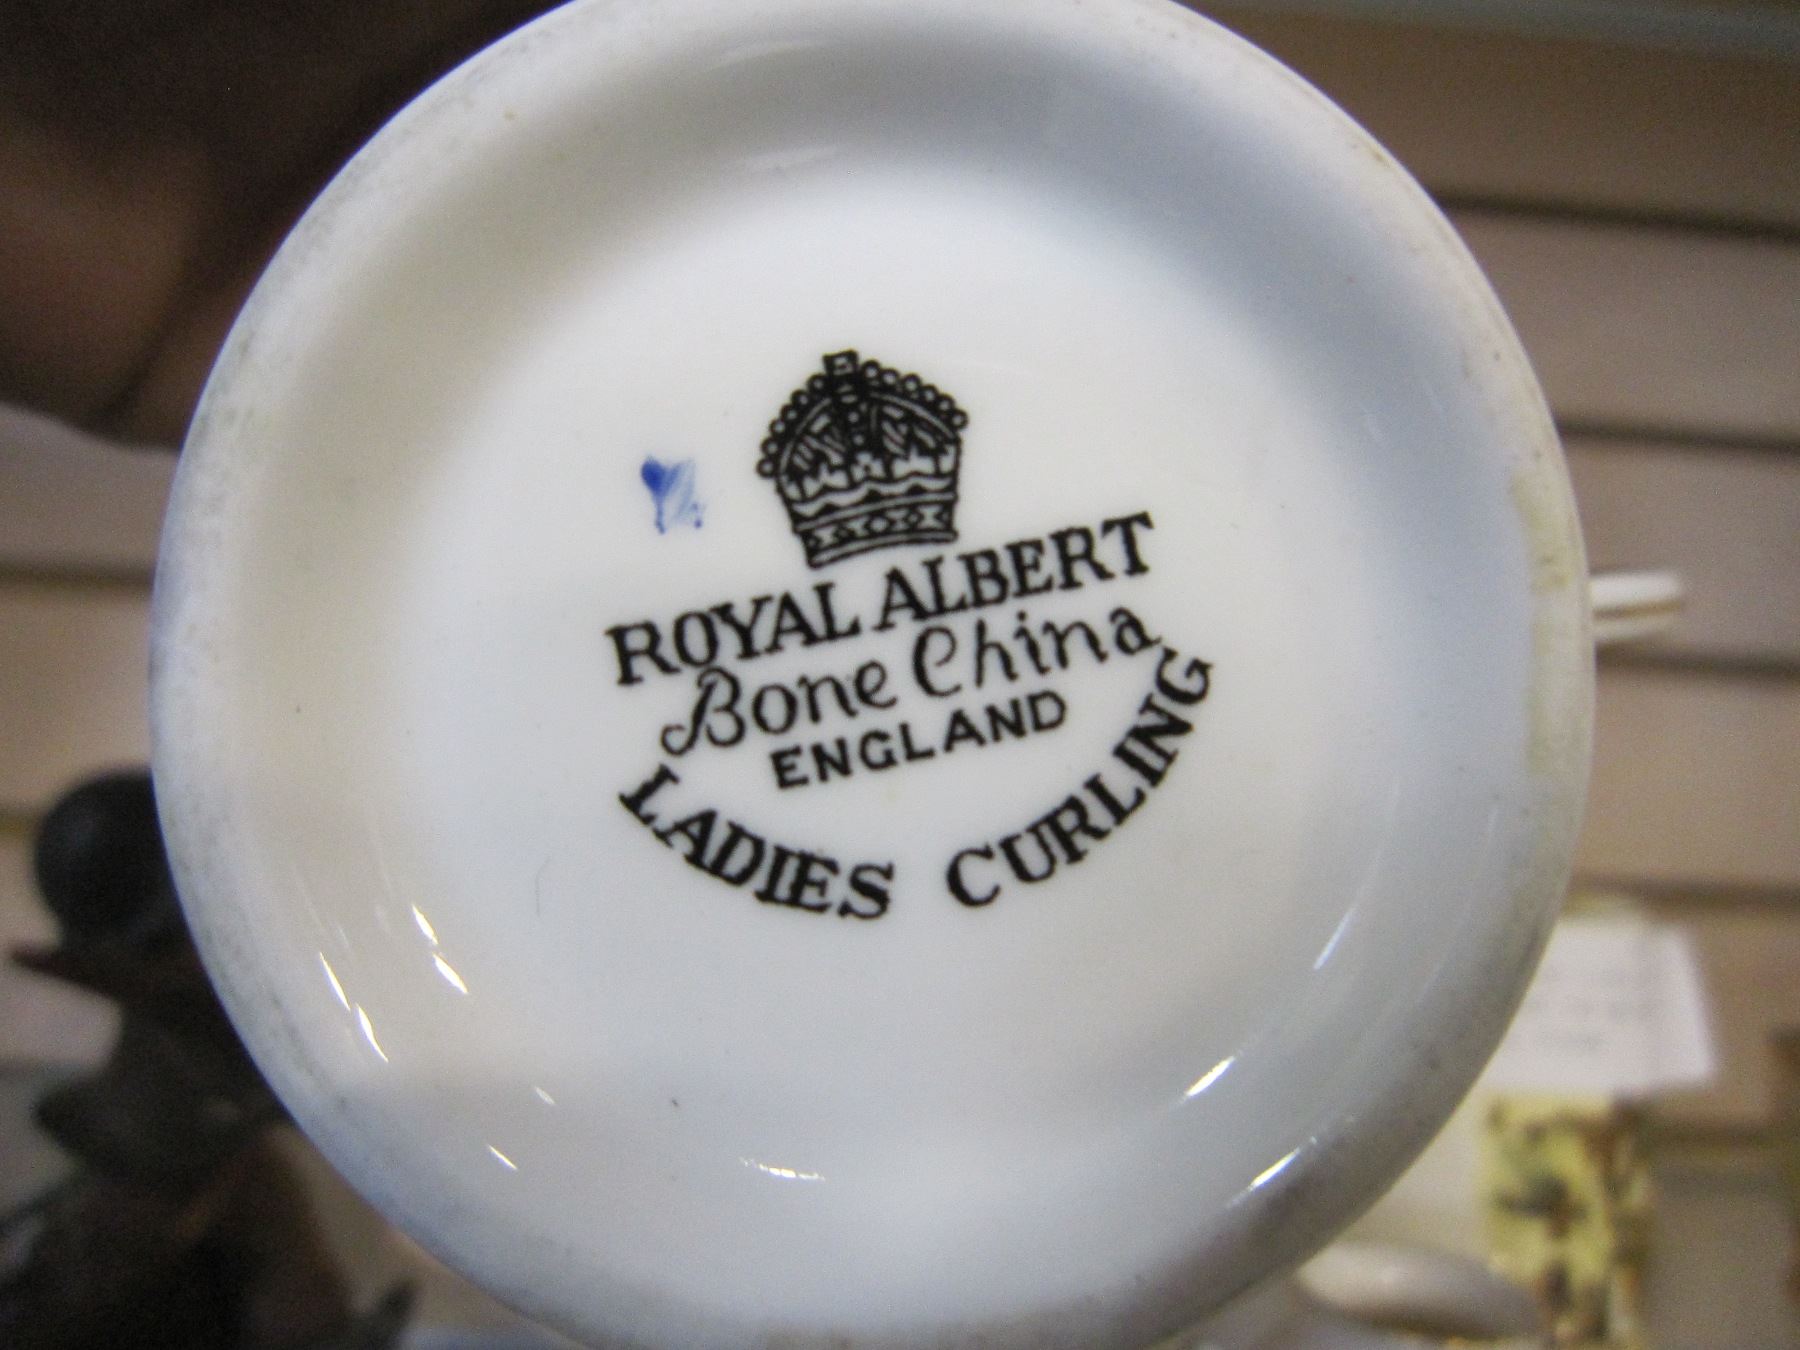 ROYAL ALBERT
Bone China
ENGLAND
LADIES CURLING